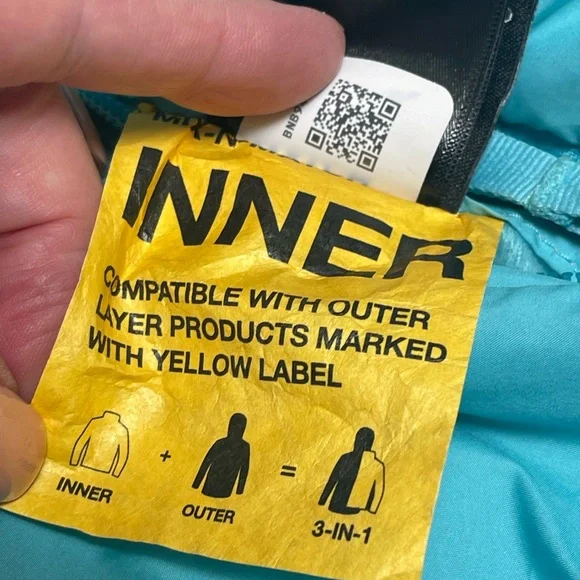 INNER
COMPATIBLE WITH OUTER
LAYER PRODUCTS MARKED
WITH YELLOW LABEL
+
=
INNER
OUTER
3-IN-1